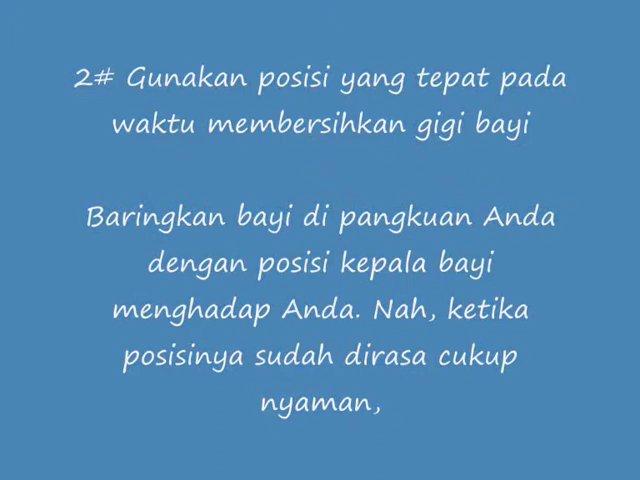 2# Gunakan posisi yang tepat pada
waktu membersihkan gigi bayi
Baringkan bayi di pangkuan Anda
dengan posisi kepala bayi
menghadap Anda. Nah, ketika
posisinya sudah dirasa cukup
nyaman,